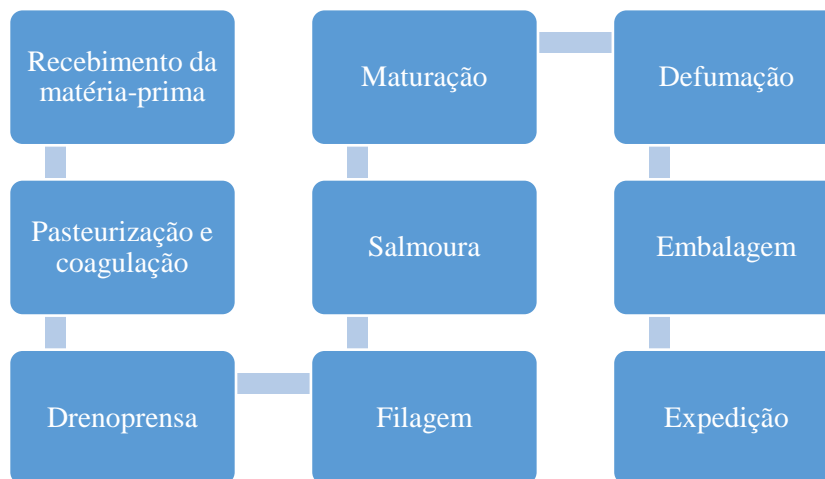 Recebimento da
matéria-prima
Pasteurização e
coagulação
Drenoprensa
Filagem
Salmoura
Maturação
Defumação
Embalagem
Expedição